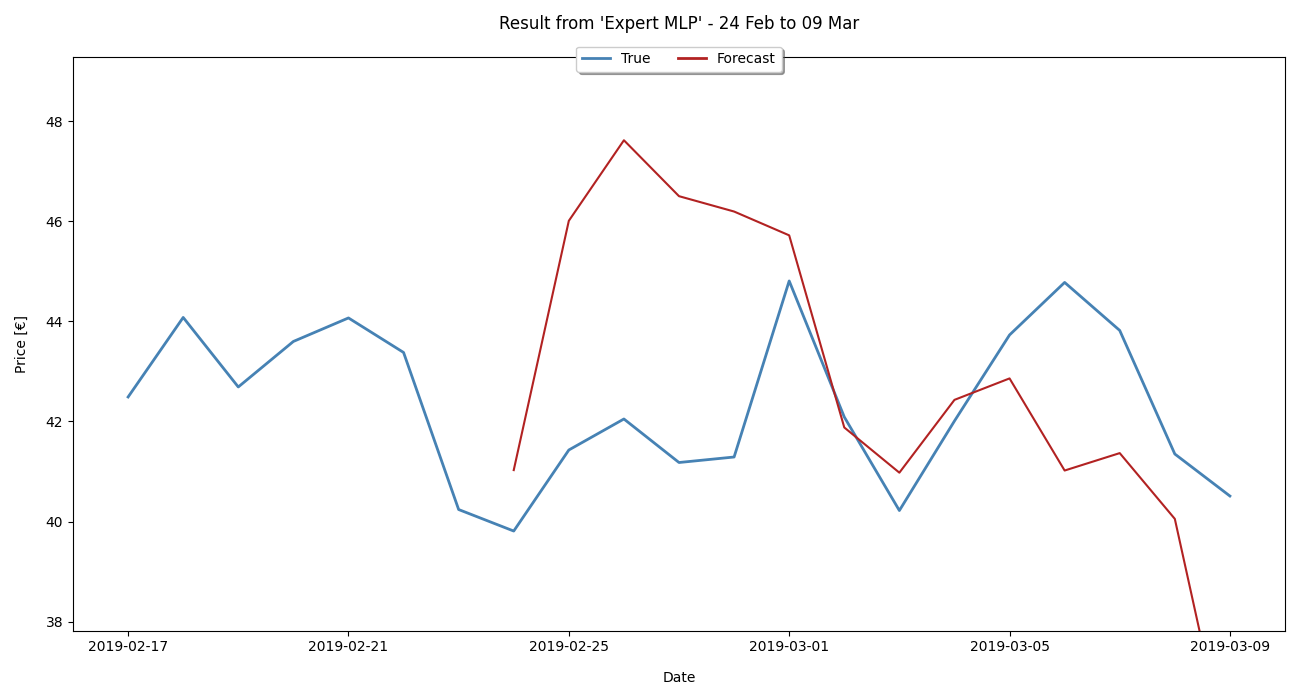 Result from 'Expert MLP' - 24 Feb to 09 Mar
True Forecast
48
46
44
42
40
38
Price [€]
2019-02-17 2019-02-21 2019-02-25 2019-03-01 2019-03-05 2019-03-09
Date